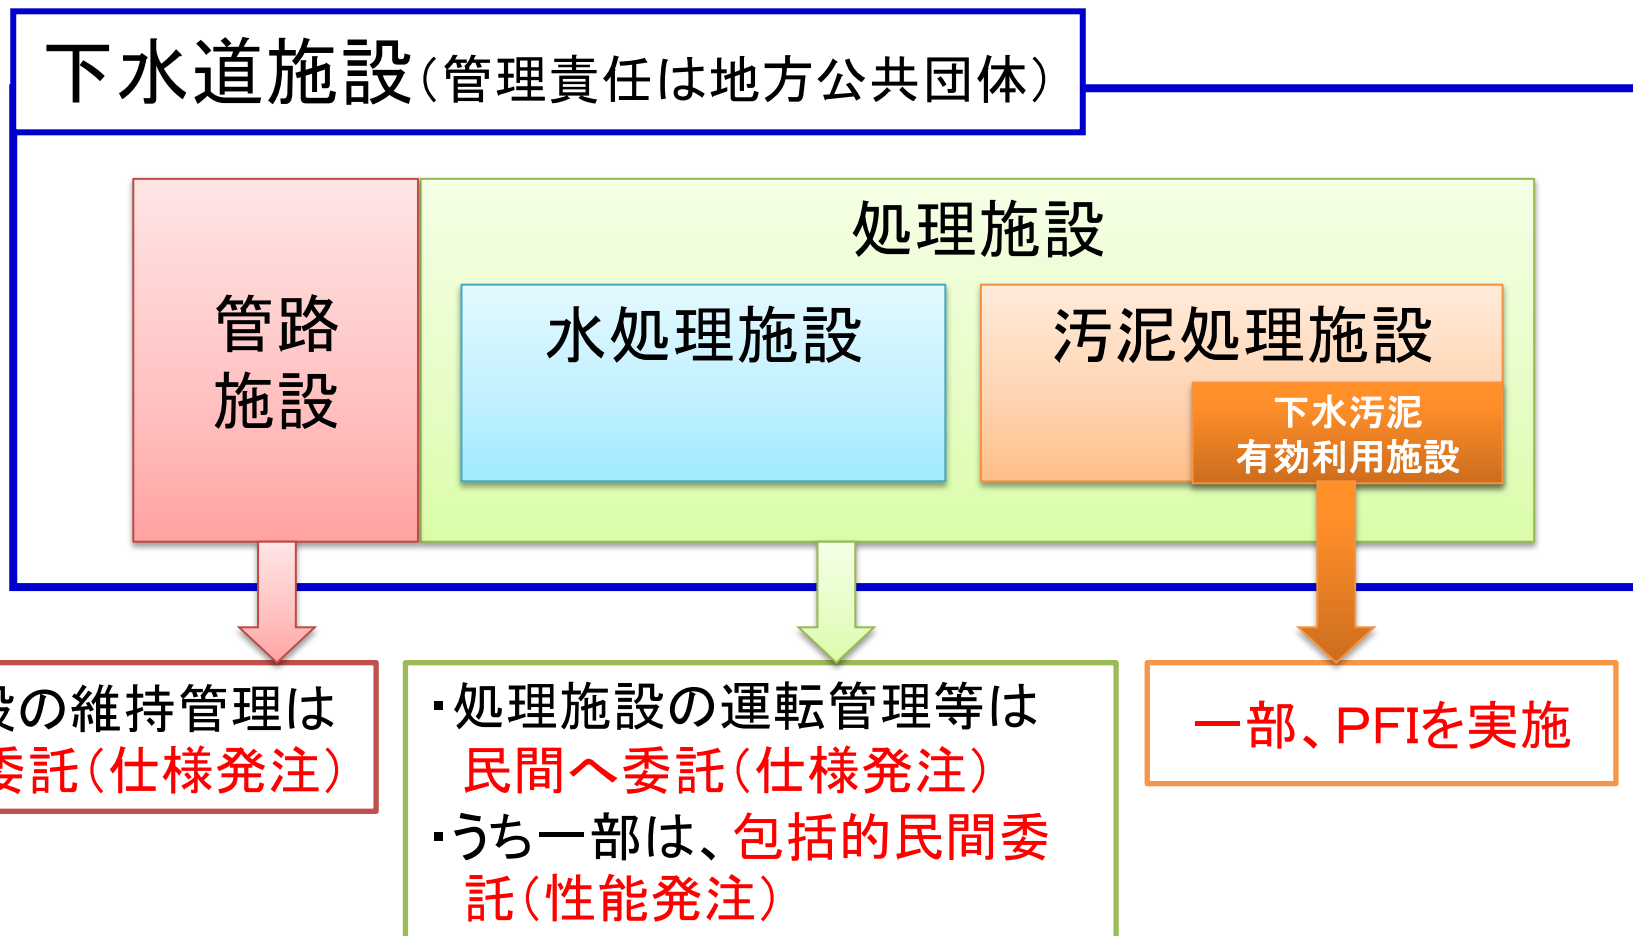 下水道施設（管理責任は地方公共団体）
処理施設
管路
施設
水処理施設
汚泥処理施設
下水汚泥
有効利用施設
設の維持管理は
委託（仕様発注）
・処理施設の運転管理等は
民間へ委託（仕様発注）
・うち一部は、包括的民間委
託（性能発注）
一部、PFIを実施